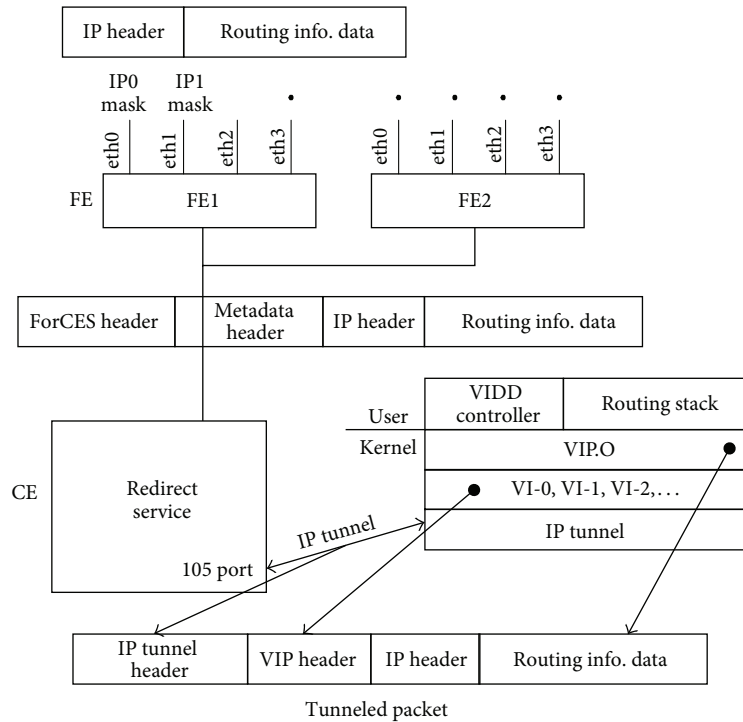 IP header
Routing info. data
IP0
mask
IP1
mask
eth0
eth1
eth2
eth3
eth0
eth1
eth2
eth3
FE
FE1
FE2
ForCES header
Metadata
header
IP header
Routing info. data
VIDD
controller
Routing stack
User
Kernel
VIP.O
VI-0, VI-1, VI-2,...
IP tunnel
CE
Redirect
service
IP tunnel
105 port
IP tunnel
header
VIP header
IP header
Routing info. data
Tunneled packet